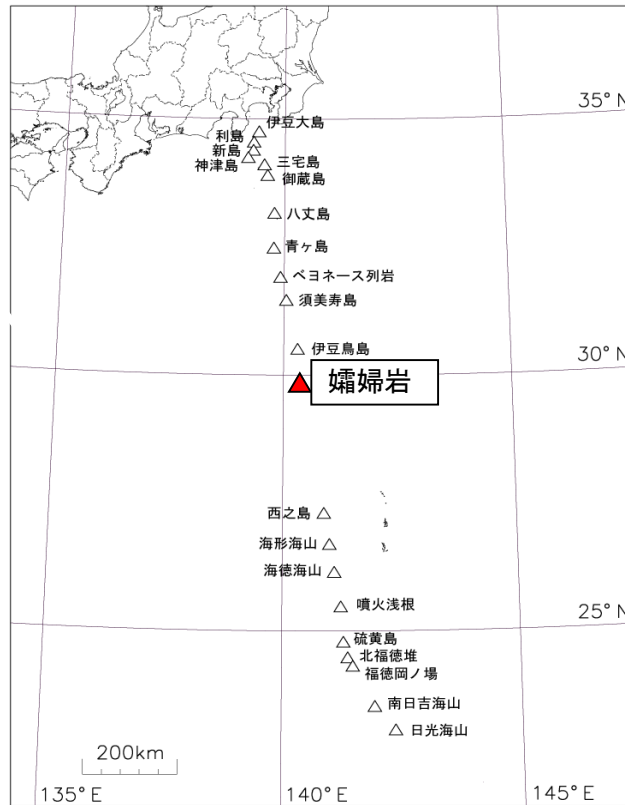 35°N
伊豆大島
利島
新島
神津島
三宅島
御蔵島
八丈島
青ヶ島
ベヨネース列岩
須美寿島
伊豆鳥島
30°N
孀婦岩
西之島
海形海山
海徳海山
噴火浅根
25°N
硫黄島
北福徳堆
福徳岡ノ場
南日吉海山
日光海山
200km
135°E
140°E
145°E